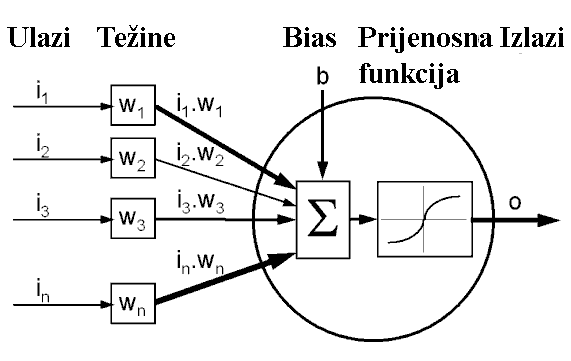 Ulazi Težine Bias Prijenosna Izlazi
funkcija
b
i1 w1 i1.w1
i2 w2 i2.w2
i3 w3 i3.w3
Σ
o
in wn in.wn